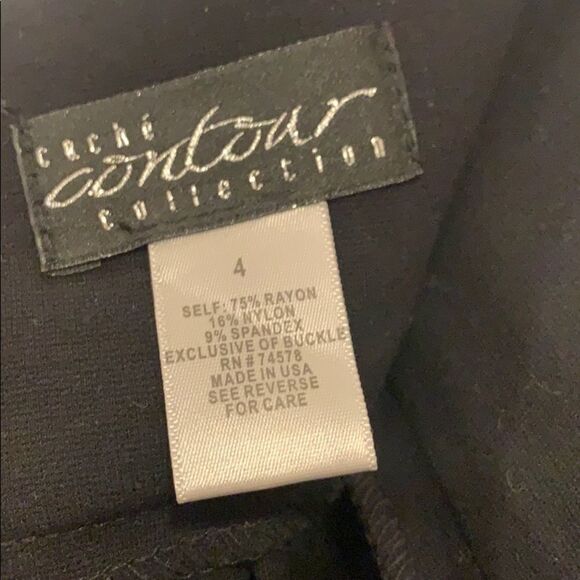 caché
contour
collection
4
SELF: 75% RAYON
16% NYLON
9% SPANDEX
EXCLUSIVE OF BUCKLE
RN # 74578
MADE IN USA
SEE REVERSE
FOR CARE